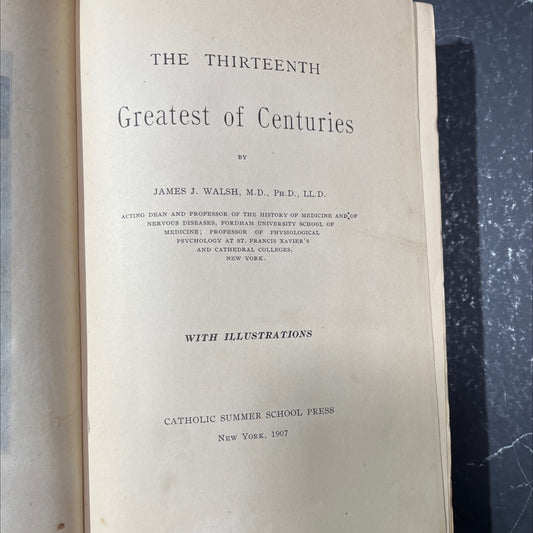 THE THIRTEENTH
Greatest of Centuries
BY
JAMES J. WALSH, M.D., PH.D., LL.D.
ACTING DEAN AND PROFESSOR OF THE HISTORY OF MEDICINE AND OF
NERVOUS DISEASES, FORDHAM UNIVERSITY SCHOOL OF
MEDICINE; PROFESSOR OF PHYSIOLOGICAL
PSYCHOLOGY AT ST. FRANCIS XAVIER'S
AND CATHEDRAL COLLEGES,
NEW YORK.
WITH ILLUSTRATIONS
CATHOLIC SUMMER SCHOOL PRESS
NEW YORK, 1907